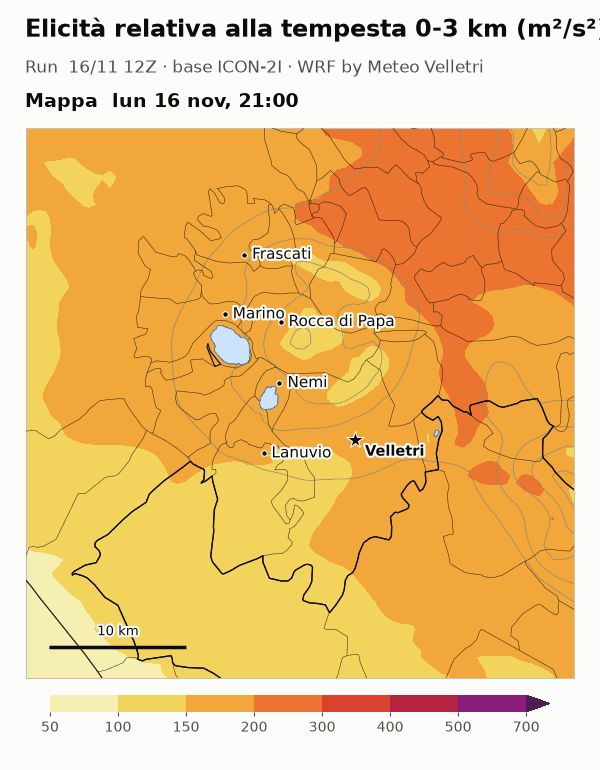 Elicità relativa alla tempesta 0-3 km (m²/s²)
Run  16/11 12Z · base ICON-2I · WRF by Meteo Velletri
Mappa  lun 16 nov, 21:00
Frascati
Marino
Rocca di Papa
Nemi
Velletri
Lanuvio
10 km
50 100 150 200 300 400 500 700